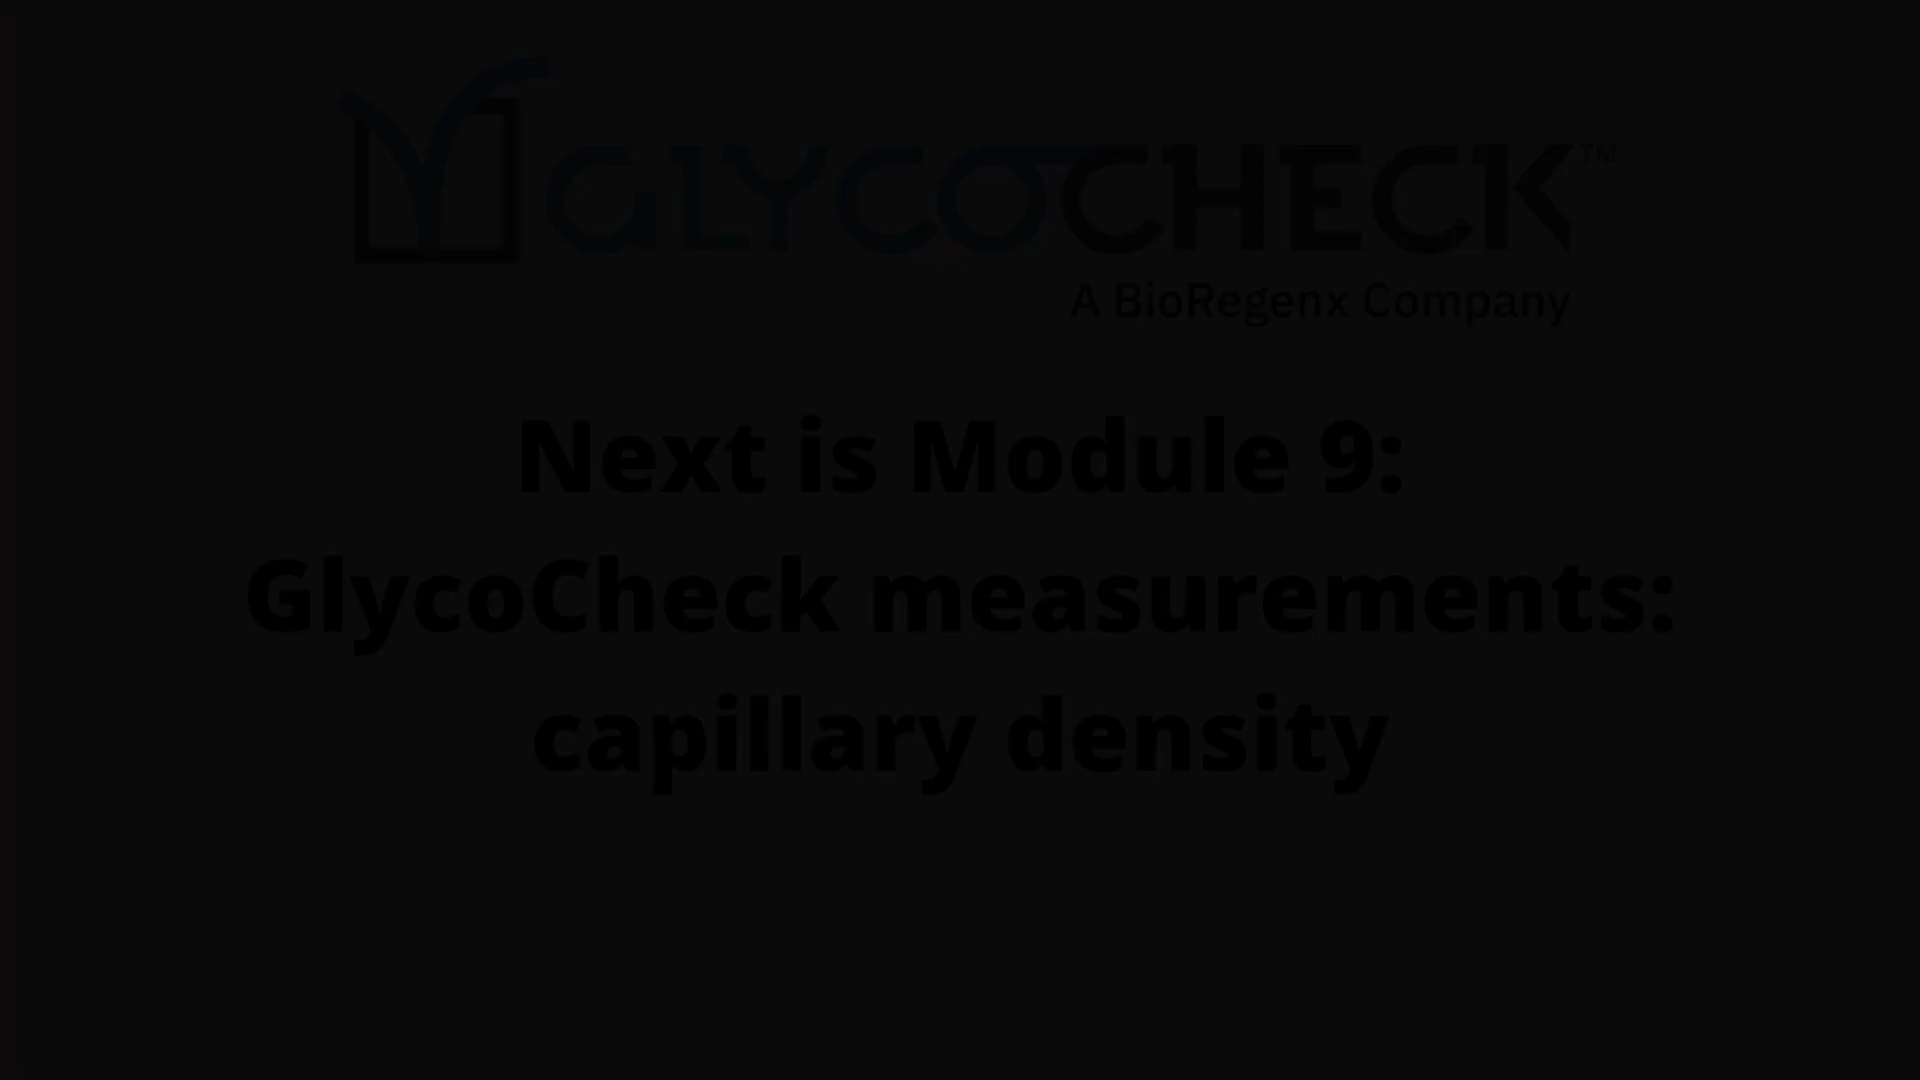 GLYCOCHECK™
A BioRegenx Company
Next is Module 9:
GlycoCheck measurements:
capillary density